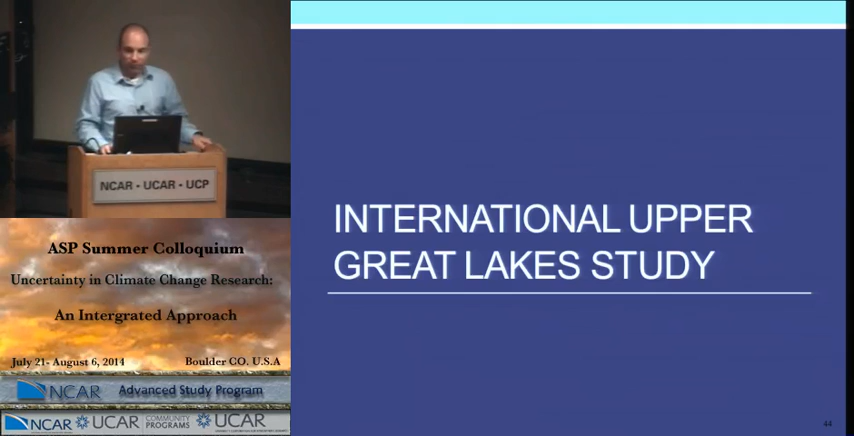 NCAR - UCAR - UCP
ASP Summer Colloquium
Uncertainty in Climate Change Research:
An Intergrated Approach
July 21- August 6, 2014
Boulder CO. U.S.A
NCAR Advanced Study Program
NCAR UCAR COMMUNITY PROGRAMS UCAR
INTERNATIONAL UPPER
GREAT LAKES STUDY
44